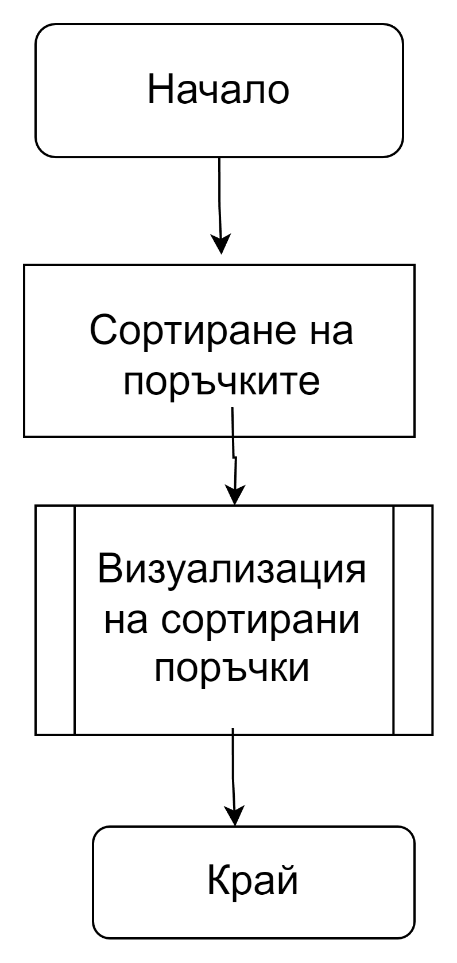 Начало
Сортиране на
поръчките
Визуализация
на сортирани
поръчки
Край